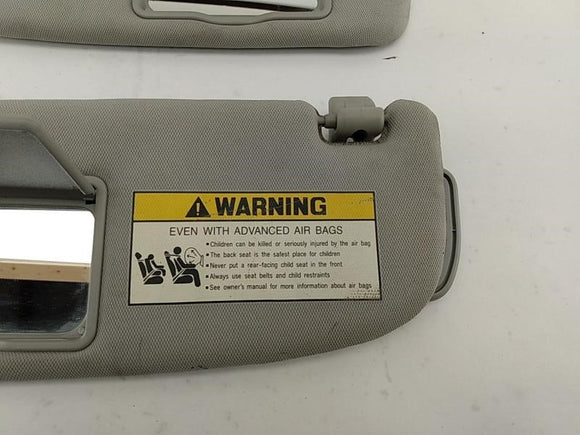 WARNING
EVEN WITH ADVANCED AIR BAGS
• Children can be killed or seriously injured by the air bag
• The back seat is the safest place for children
• Never put a rear-facing child seat in the front
• Always use seat belts and child restraints
• See owner's manual for more information about air bags